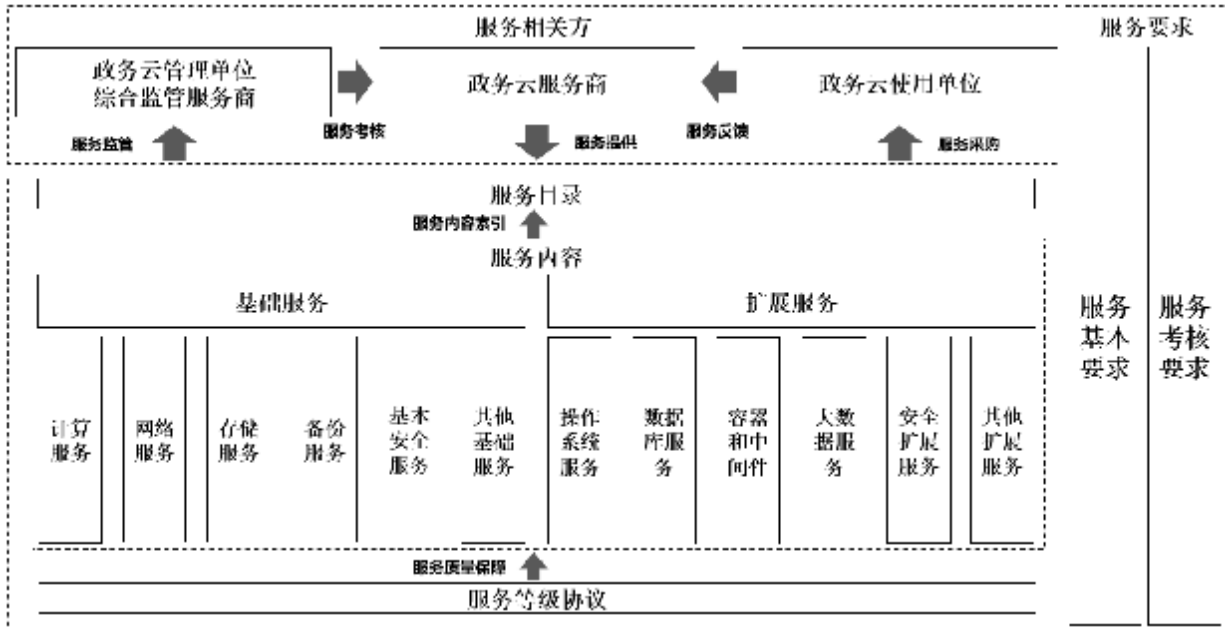 服务相关方
服务要求
政务云管理单位
综合监管服务商
政务云服务商
政务云使用单位
服务考核
服务反馈
服务监管
服务提供
服务采购
服务目录
服务内容索引
服务内容
基础服务
扩展服务
计算
服务
网络
服务
存储
服务
备份
服务
基本
安全
服务
其他
基础
服务
操作
系统
服务
数据
库服
务
容器
和中
间件
大数
据服
务
安全
扩展
服务
其他
扩展
服务
服务
基本
要求
服务
考核
要求
服务质量保障
服务等级协议